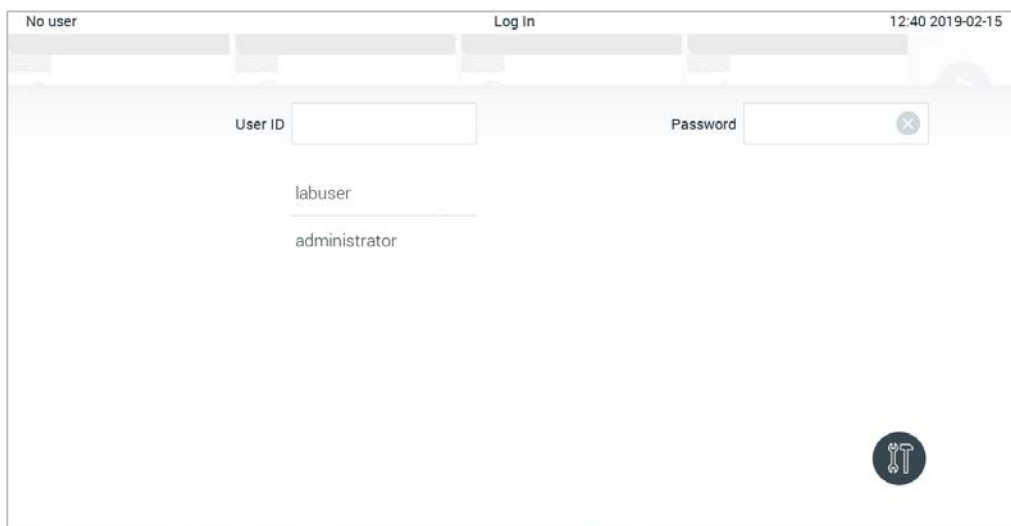 No user Log In 12:40 2019-02-15
User ID Password
labuser
administrator